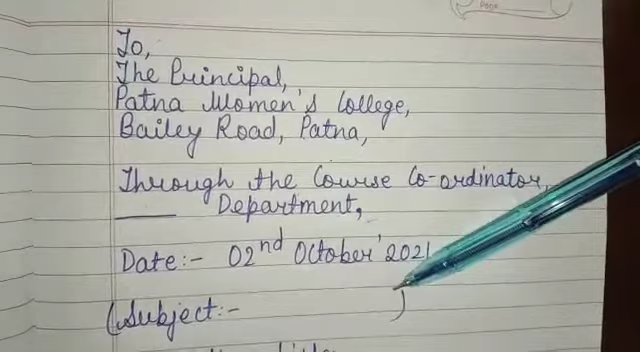 To,
The Principal,
Patna Women's College,
Bailey Road, Patna,
Through the Course Co-ordinator,
____ Department,
Date:- 02nd October' 2021
(Subject:- )